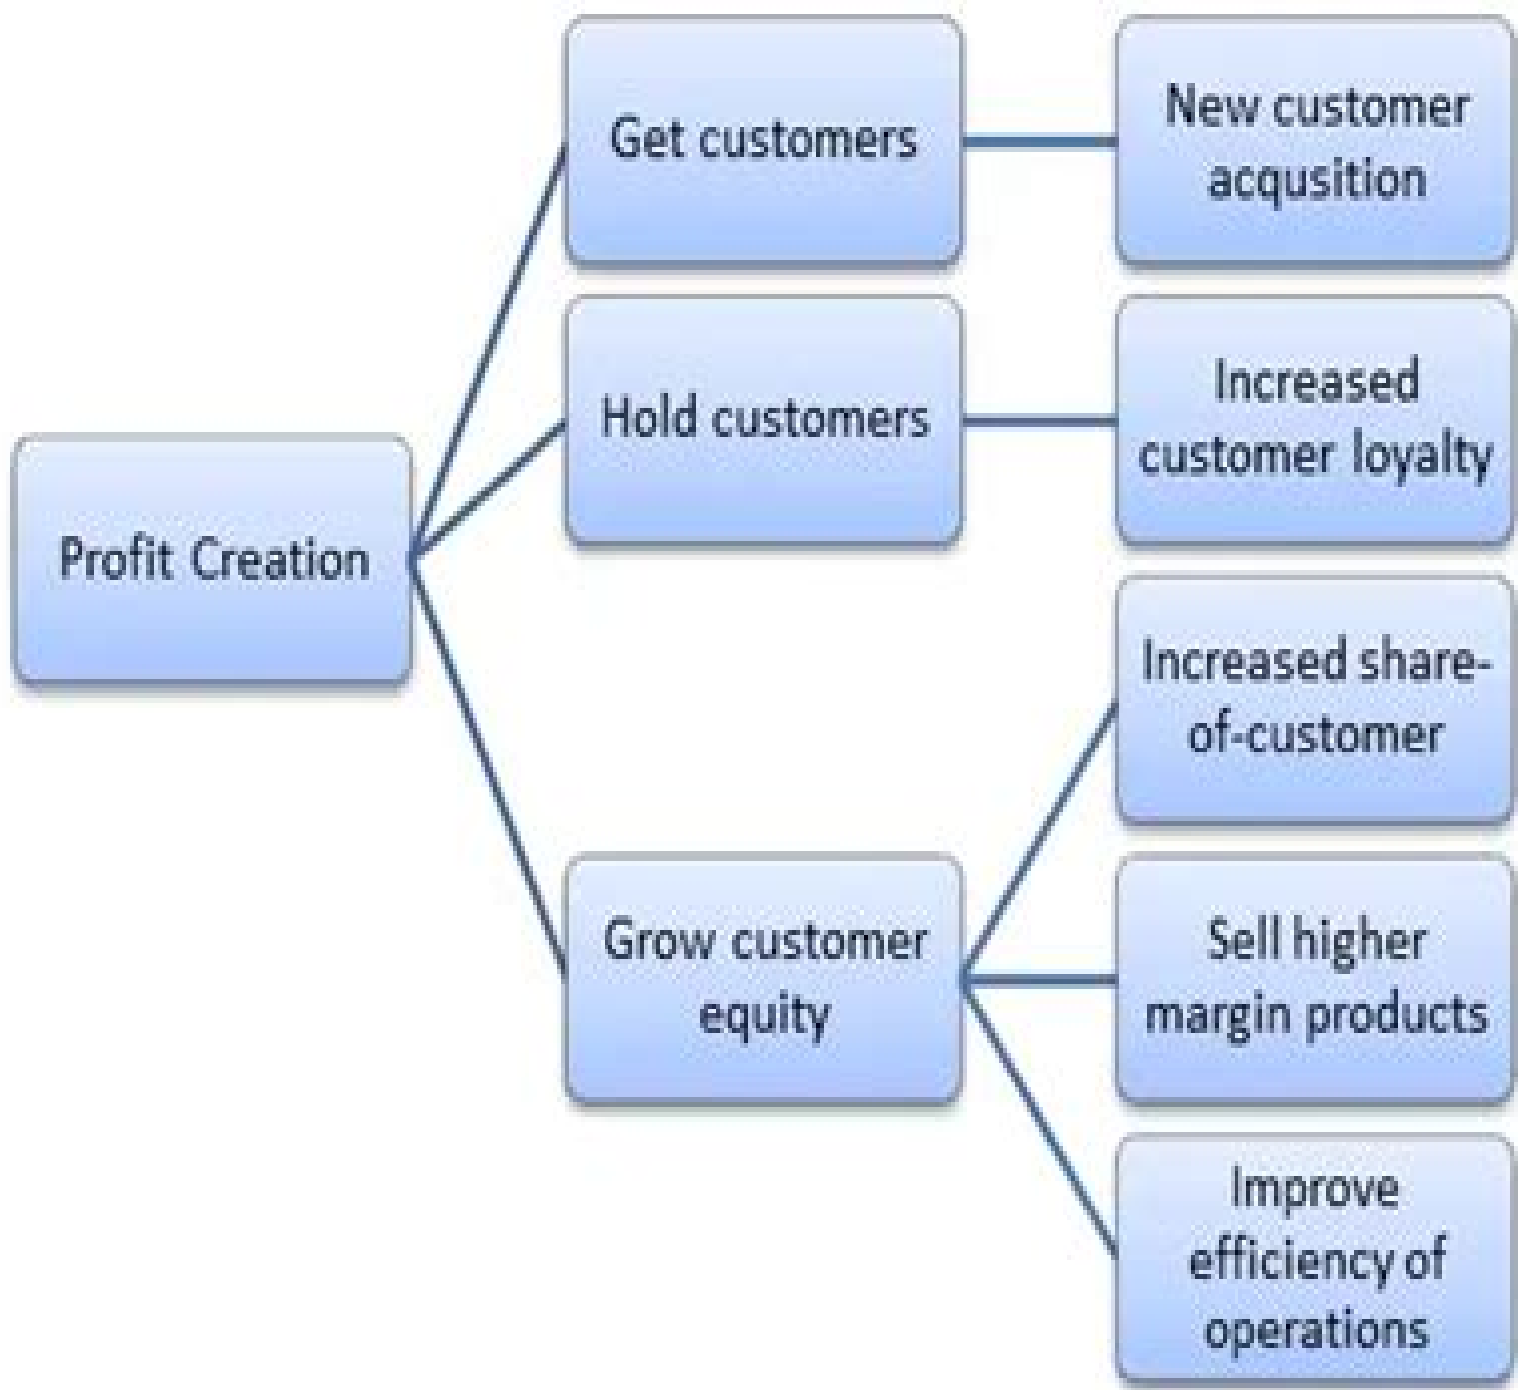 Profit Creation
Get customers
New customer
acqusition
Hold customers
Increased
customer loyalty
Grow customer
equity
Increased share-
of-customer
Sell higher
margin products
Improve
efficiency of
operations